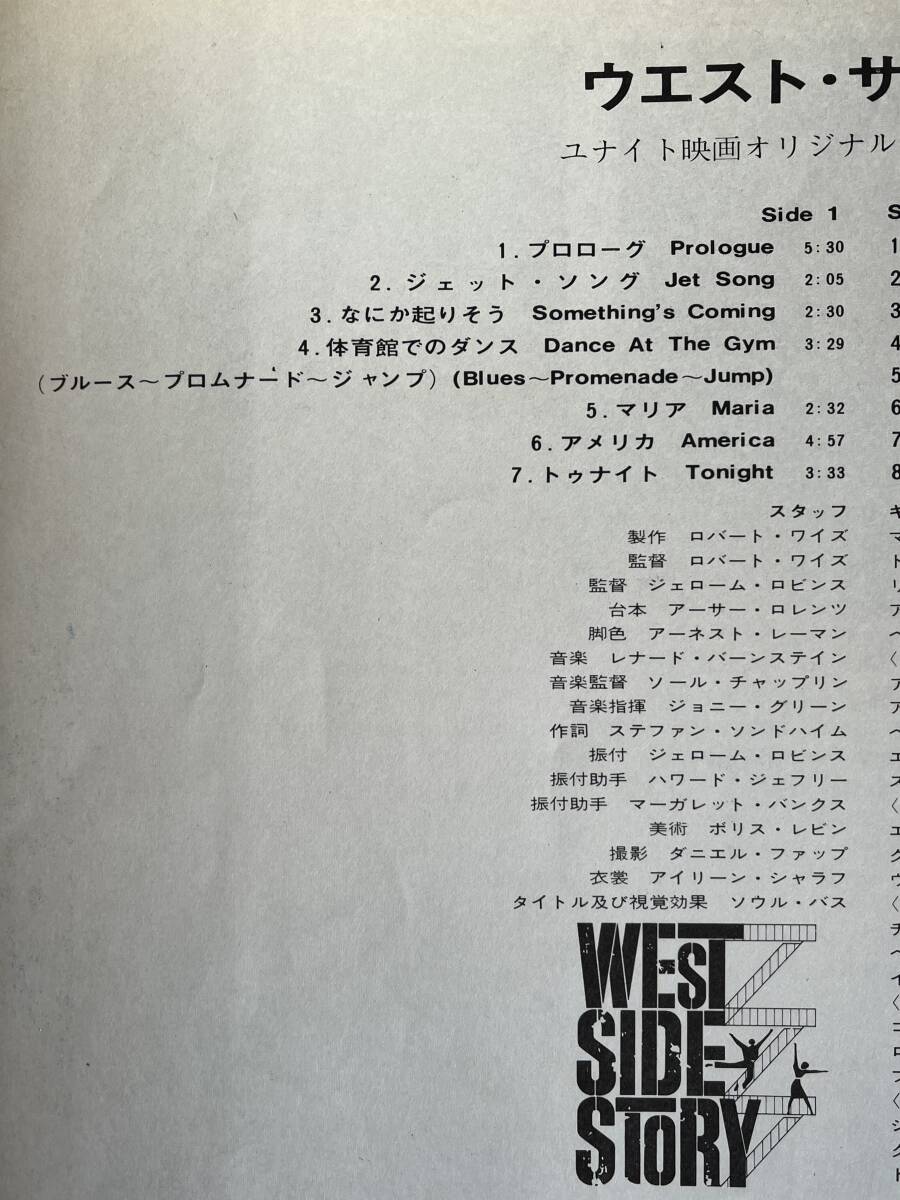 ウエスト・サ
ユナイト映画オリジナル
Side 1
1.プロローグ Prologue 5:30
2.ジェット・ソング Jet Song 2:05
3.なにか起りそう Something's Coming 2:30
4.体育館でのダンス Dance At The Gym 3:29
(ブルース〜プロムナード〜ジャンプ) (Blues~Promenade~Jump)
5.マリア Maria 2:32
6.アメリカ America 4:57
7.トゥナイト Tonight 3:33
スタッフ
製作 ロバート・ワイズ
監督 ロバート・ワイズ
監督 ジェローム・ロビンス
台本 アーサー・ロレンツ
脚色 アーネスト・レーマン
音楽 レナード・バーンステイン
音楽監督 ソール・チャップリン
音楽指揮 ジョニー・グリーン
作詞 ステファン・ソンドハイム
振付 ジェローム・ロビンス
振付助手 ハワード・ジェフリー
振付助手 マーガレット・バンクス
美術 ボリス・レビン
撮影 ダニエル・ファップ
衣裳 アイリーン・シャラフ
タイトル及び視覚効果 ソウル・バス
WEST
SIDE
STORY
S
1
2
3
4
5
6
7
8